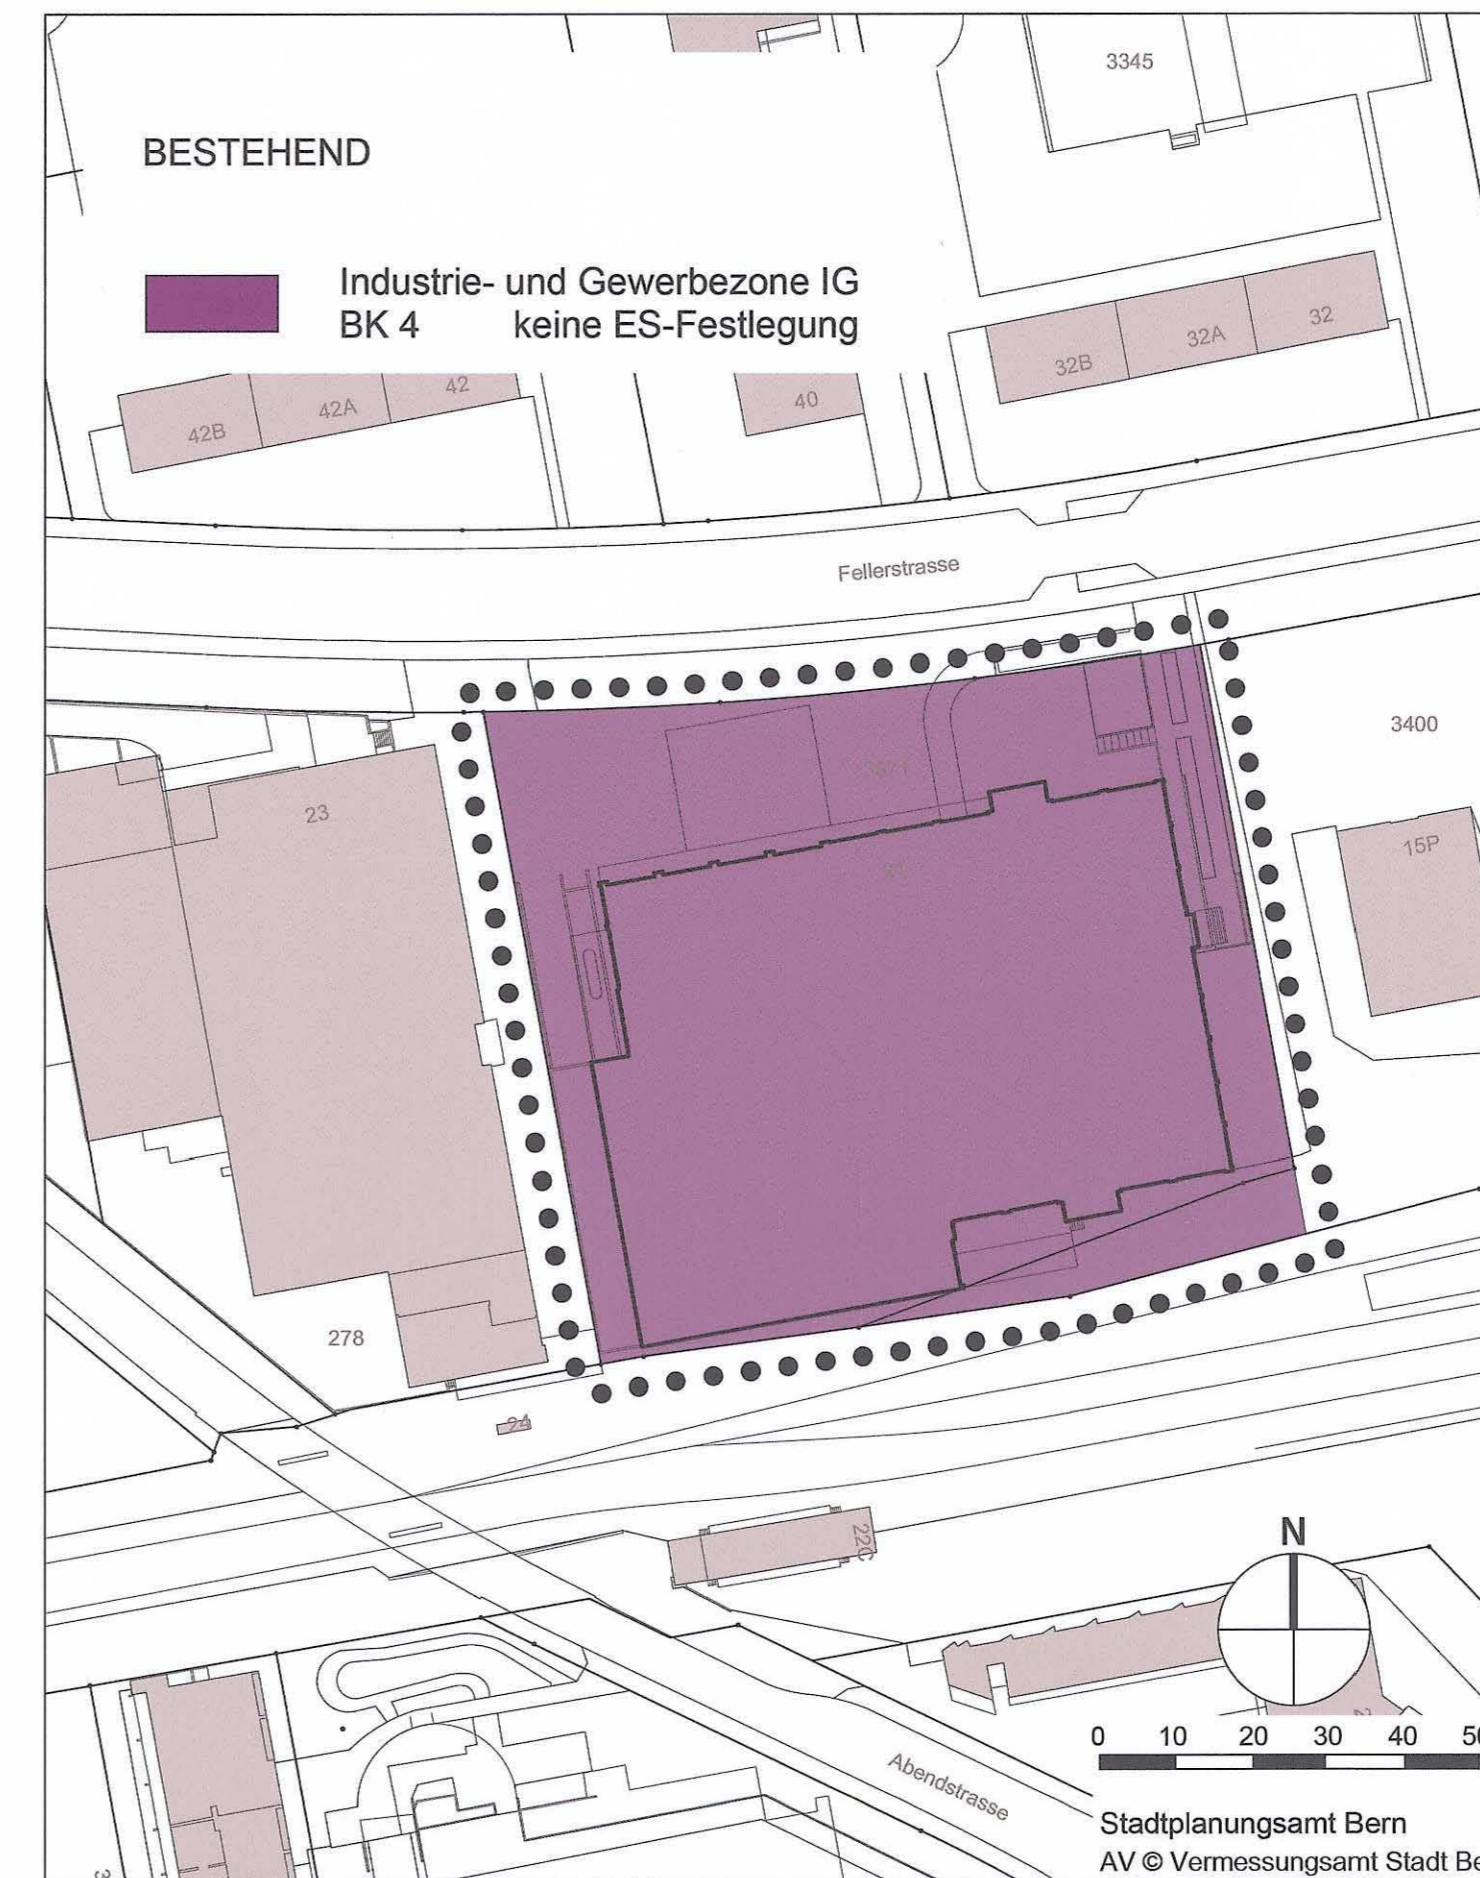 3345
BESTEHEND
Industrie- und Gewerbezone IG
BK 4 keine ES-Festlegung
32B
32A
32
42B
42A
42
40
Fellerstrasse
3400
23
15P
278
24
22C
N
0 10 20 30 40
Abendstrasse
Stadtplanungsamt Bern
AV © Vermessungsamt Stadt